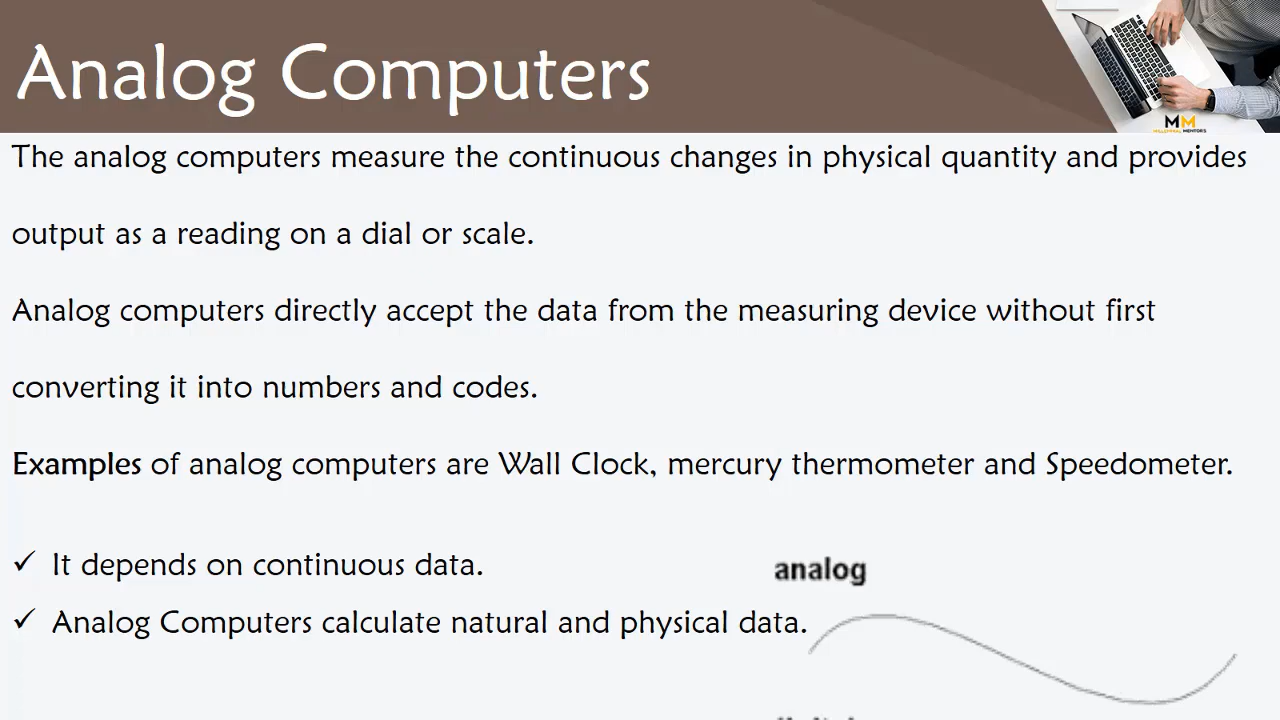 Analog Computers
MM
MILLENNIAL MENTORS
The analog computers measure the continuous changes in physical quantity and provides
output as a reading on a dial or scale.
Analog computers directly accept the data from the measuring device without first
converting it into numbers and codes.
Examples of analog computers are Wall Clock, mercury thermometer and Speedometer.
✓ It depends on continuous data.
✓ Analog Computers calculate natural and physical data.
analog